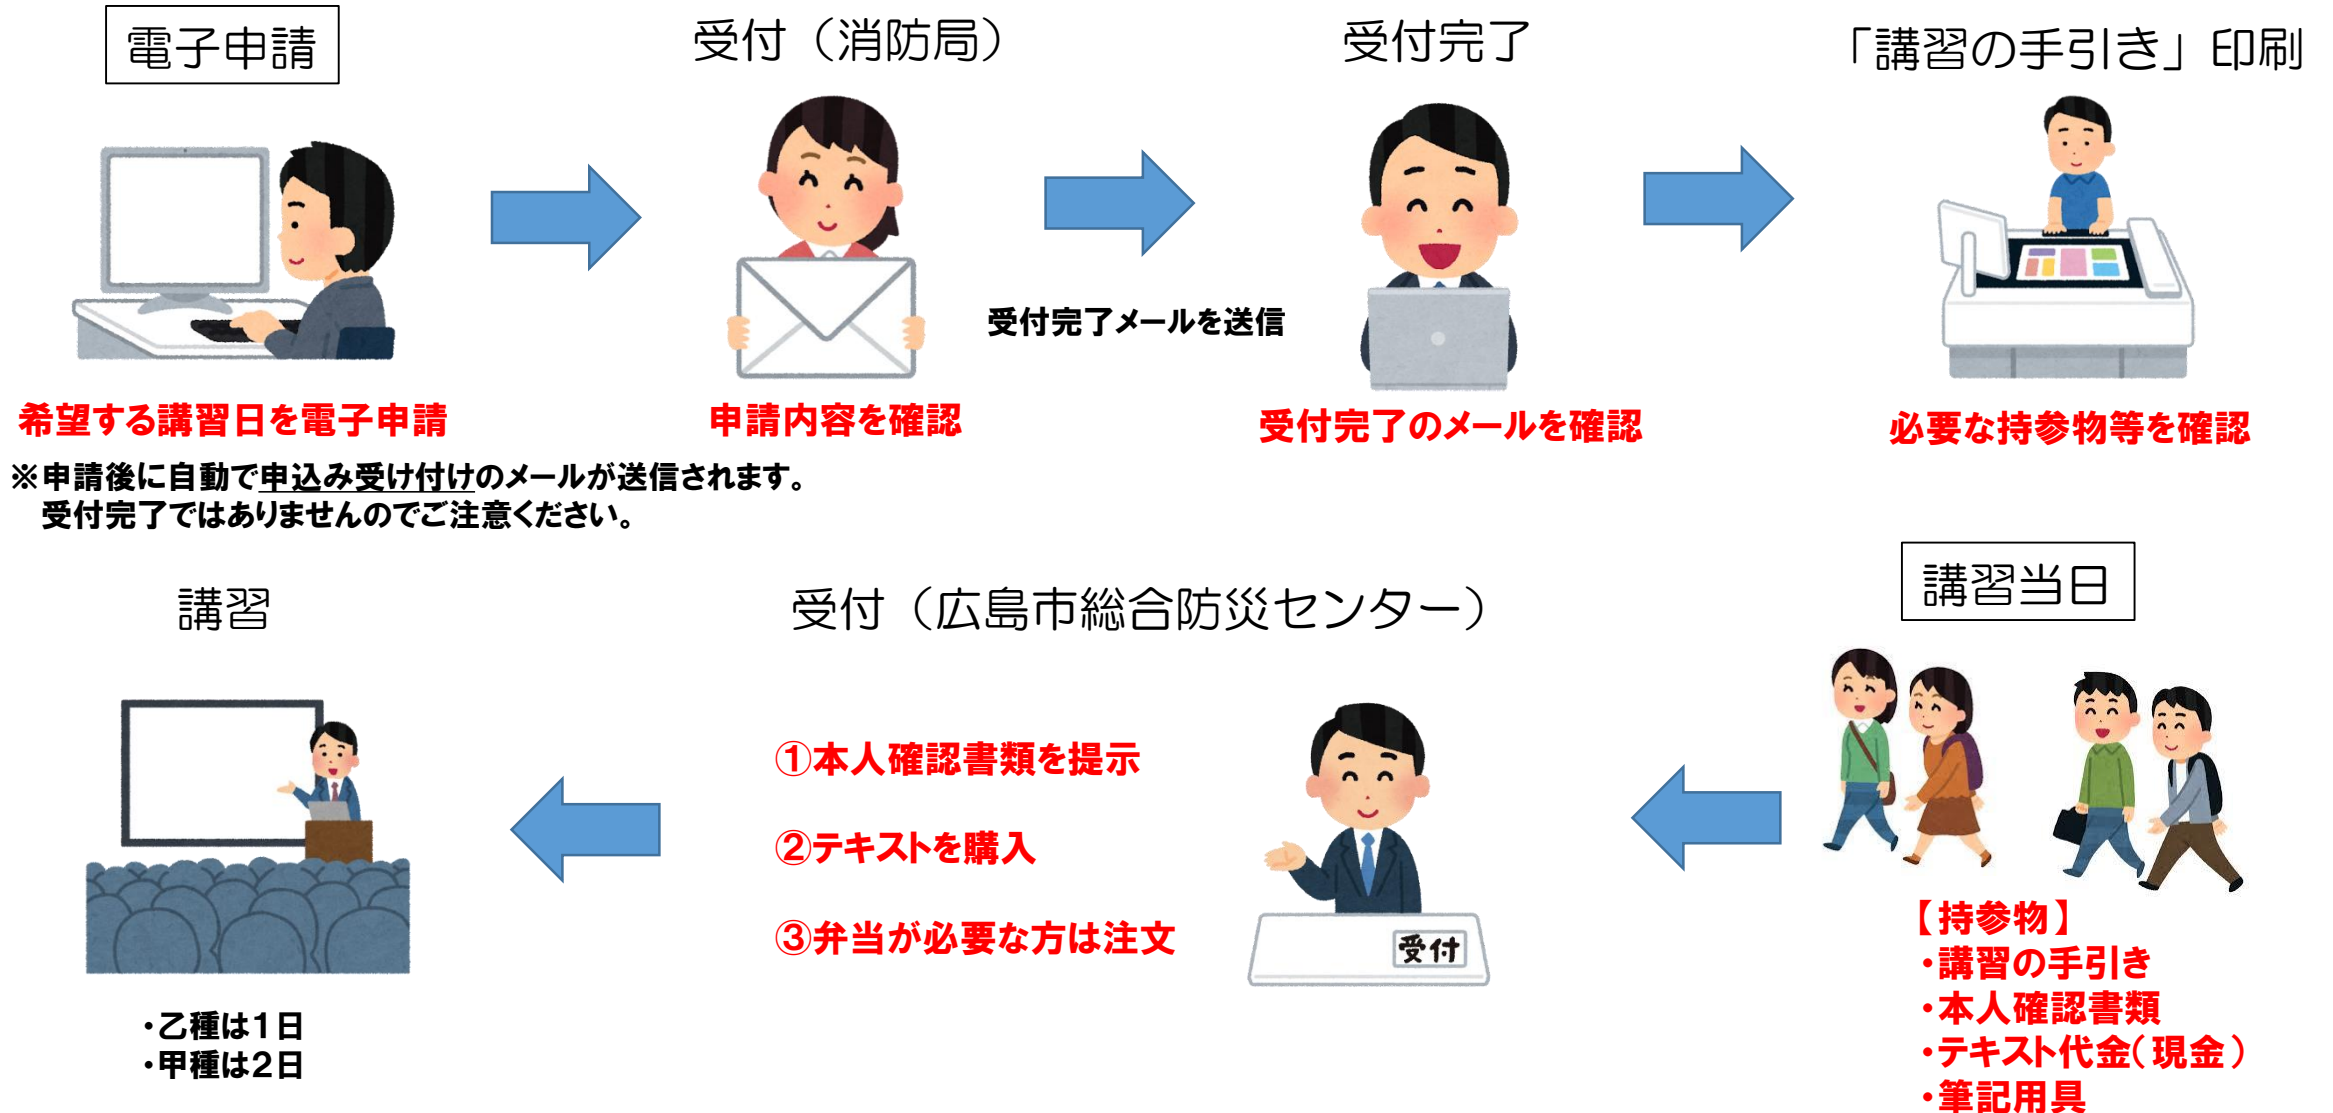 電子申請
受付（消防局）
受付完了
「講習の手引き」印刷
受付完了メールを送信
希望する講習日を電子申請
申請内容を確認
受付完了のメールを確認
必要な持参物等を確認
※申請後に自動で申込み受け付けのメールが送信されます。
受付完了ではありませんのでご注意ください。
講習当日
【持参物】
・講習の手引き
・本人確認書類
・テキスト代金(現金)
・筆記用具
受付（広島市総合防災センター）
①本人確認書類を提示
②テキストを購入
③弁当が必要な方は注文
受付
講習
・乙種は1日
・甲種は2日